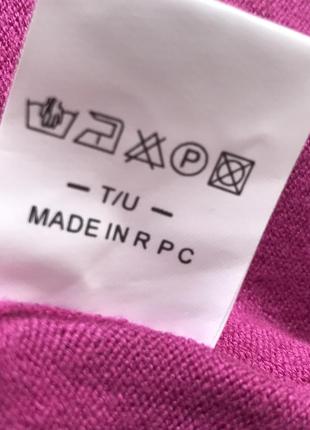 P
– T/U –
MADE IN R P C